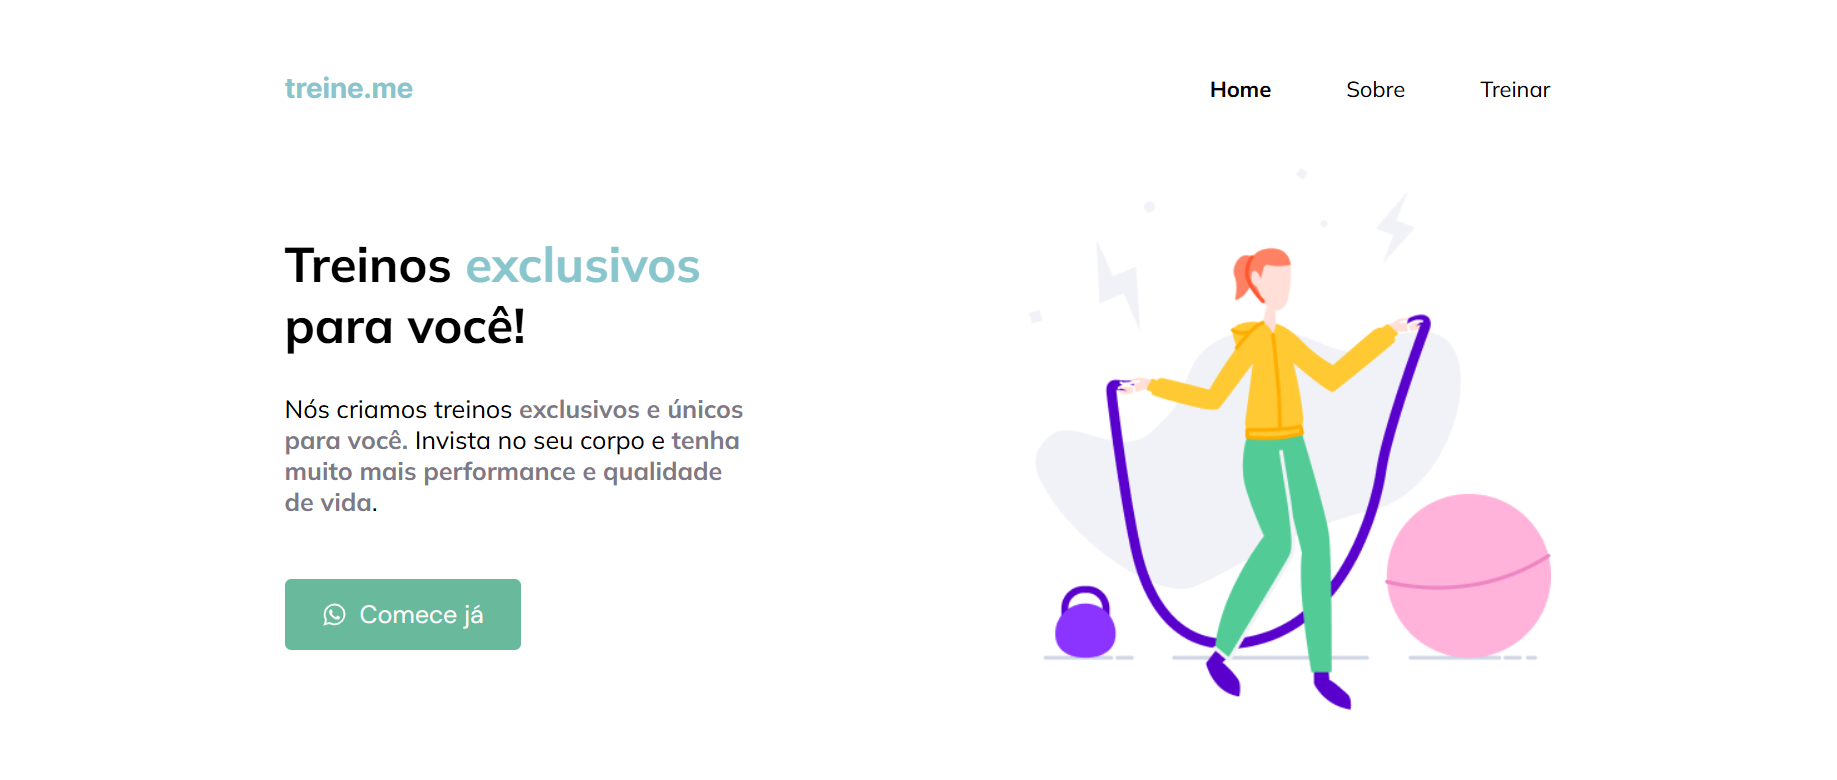 treine.me
Home
Sobre
Treinar
Treinos exclusivos
para você!
Nós criamos treinos exclusivos e únicos
para você. Invista no seu corpo e tenha
muito mais performance e qualidade
de vida.
Comece já